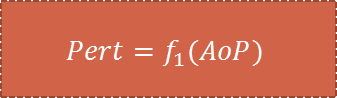 Pert = f₁(AoP)